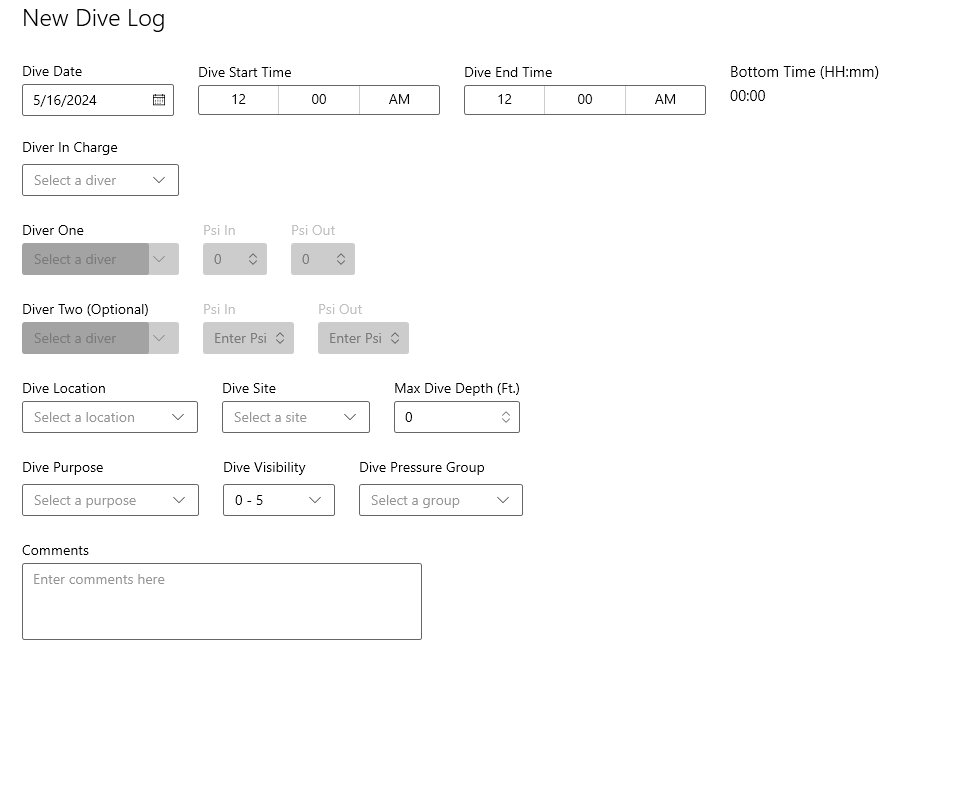 New Dive Log
Dive Date
Dive Start Time
Dive End Time
Bottom Time (HH:mm)
5/16/2024
12 00 AM
12 00 AM
00:00
Diver In Charge
Select a diver
Diver One
Psi In
Psi Out
Select a diver
0
0
Diver Two (Optional)
Psi In
Psi Out
Select a diver
Enter Psi
Enter Psi
Dive Location
Dive Site
Max Dive Depth (Ft.)
Select a location
Select a site
0
Dive Purpose
Dive Visibility
Dive Pressure Group
Select a purpose
0 - 5
Select a group
Comments
Enter comments here